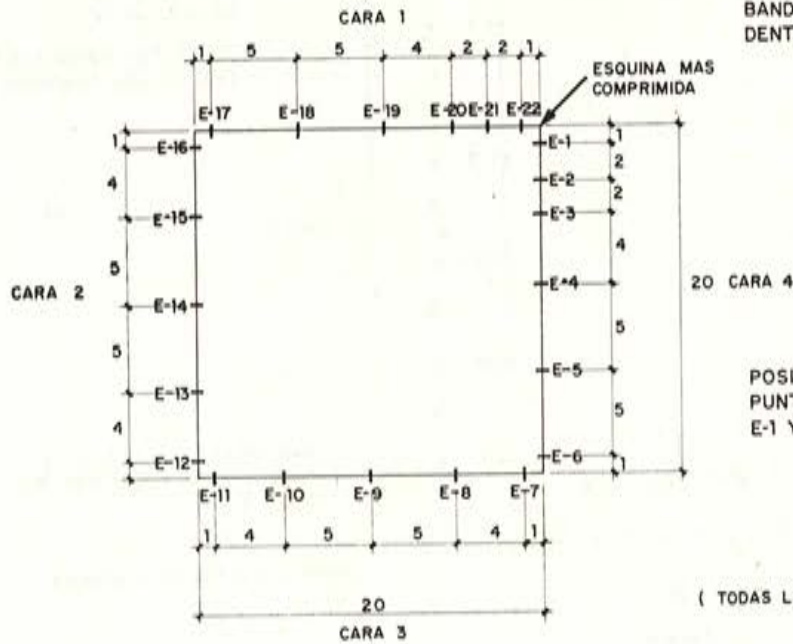 CARA 1
BAND
DENT
1 5 5 4 2 2 1
ESQUINA MAS
COMPRIMIDA
E-17 E-18 E-19 E-20 E-21 E-22
1
4
5
5
4
E-16
E-15
E-14
E-13
E-12
CARA 2
E-1
E-2
E-3
E-4
E-5
E-6
1
2
2
4
5
5
1
20 CARA 4
POSI
PUNT
E-1 Y
E-11 E-10 E-9 E-8 E-7
1 4 5 5 4 1
20
CARA 3
( TODAS L